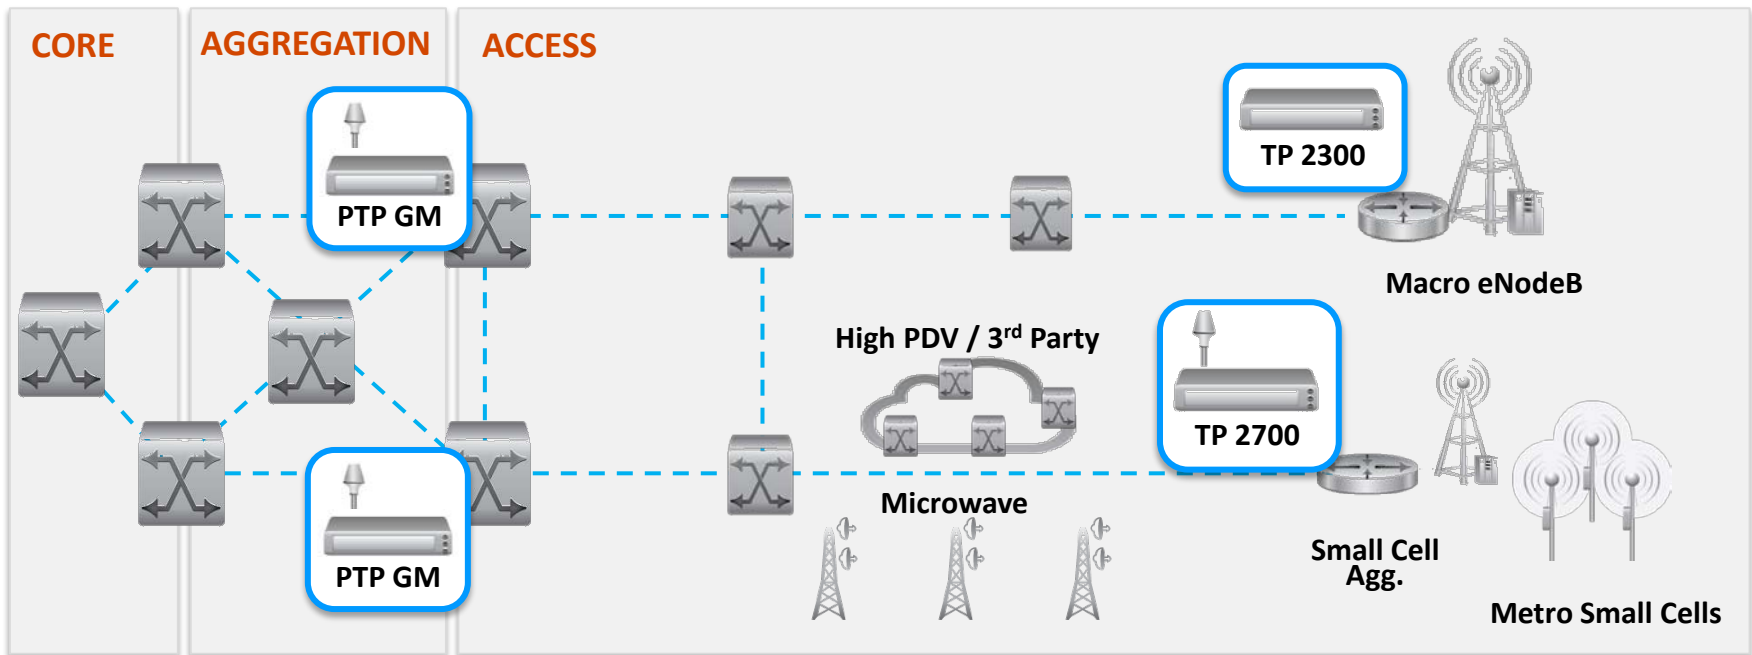 CORE
AGGREGATION
ACCESS
PTP GM
TP 2300
Macro eNodeB
High PDV / 3rd Party
TP 2700
Microwave
PTP GM
Small Cell
Agg.
Metro Small Cells